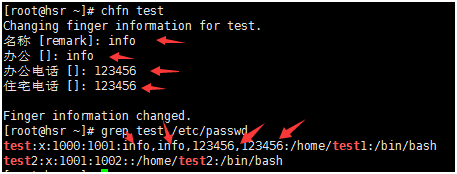 [root@hsr ~]# chfn test
Changing finger information for test.
名称 [remark]: info
办公 []: info
办公电话 []: 123456
住宅电话 []: 123456
Finger information changed.
[root@hsr ~]# grep test /etc/passwd
test:x:1000:1001:info,info,123456,123456:/home/test1:/bin/bash
test2:x:1001:1002::/home/test2:/bin/bash